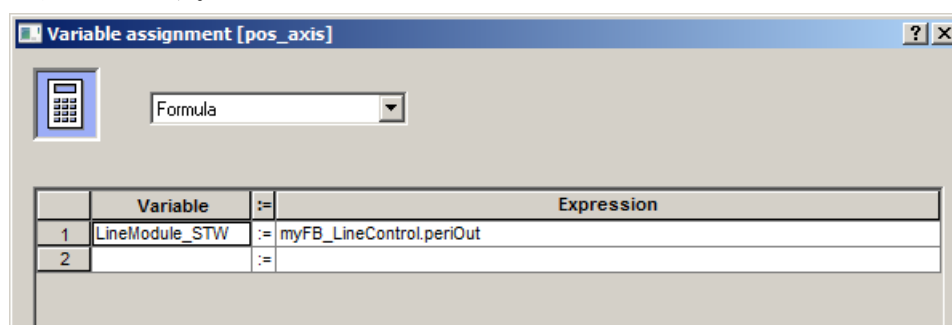 Variable assignment [pos_axis]
Formula
Variable := Expression
1 LineModule_STW := myFB_LineControl.periOut
2 :=